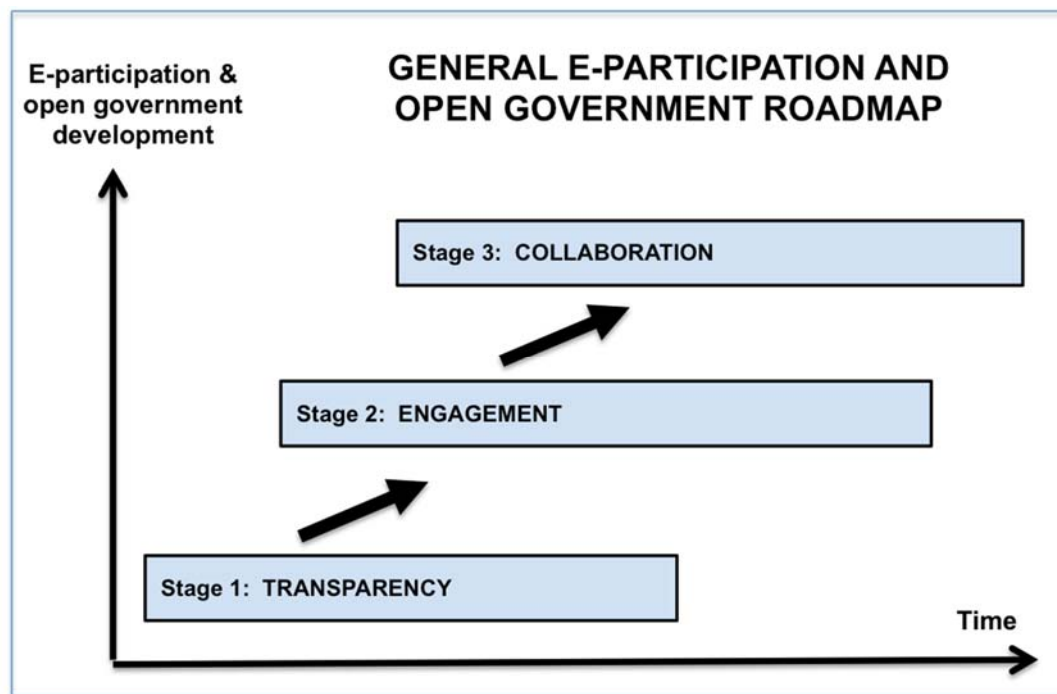 E-participation &
open government
development
GENERAL E-PARTICIPATION AND
OPEN GOVERNMENT ROADMAP
Stage 3:  COLLABORATION
Stage 2:  ENGAGEMENT
Stage 1:  TRANSPARENCY
Time